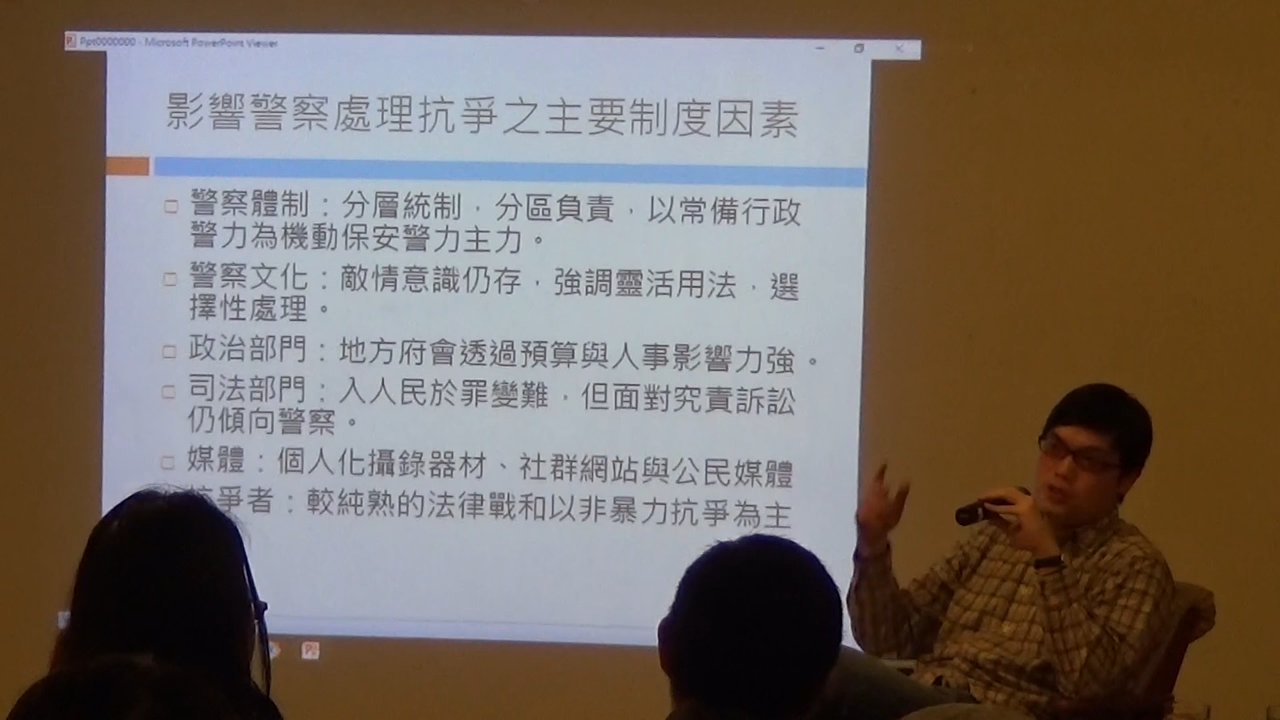 Ppt0000000 - Microsoft PowerPoint Viewer
影響警察處理抗爭之主要制度因素
警察體制：分層統制，分區負責，以常備行政
警力為機動保安警力主力。
警察文化：敵情意識仍存，強調靈活用法，選
擇性處理。
政治部門：地方府會透過預算與人事影響力強。
司法部門：入人民於罪變難，但面對究責訴訟
仍傾向警察。
媒體：個人化攝錄器材、社群網站與公民媒體
抗爭者：較純熟的法律戰和以非暴力抗爭為主